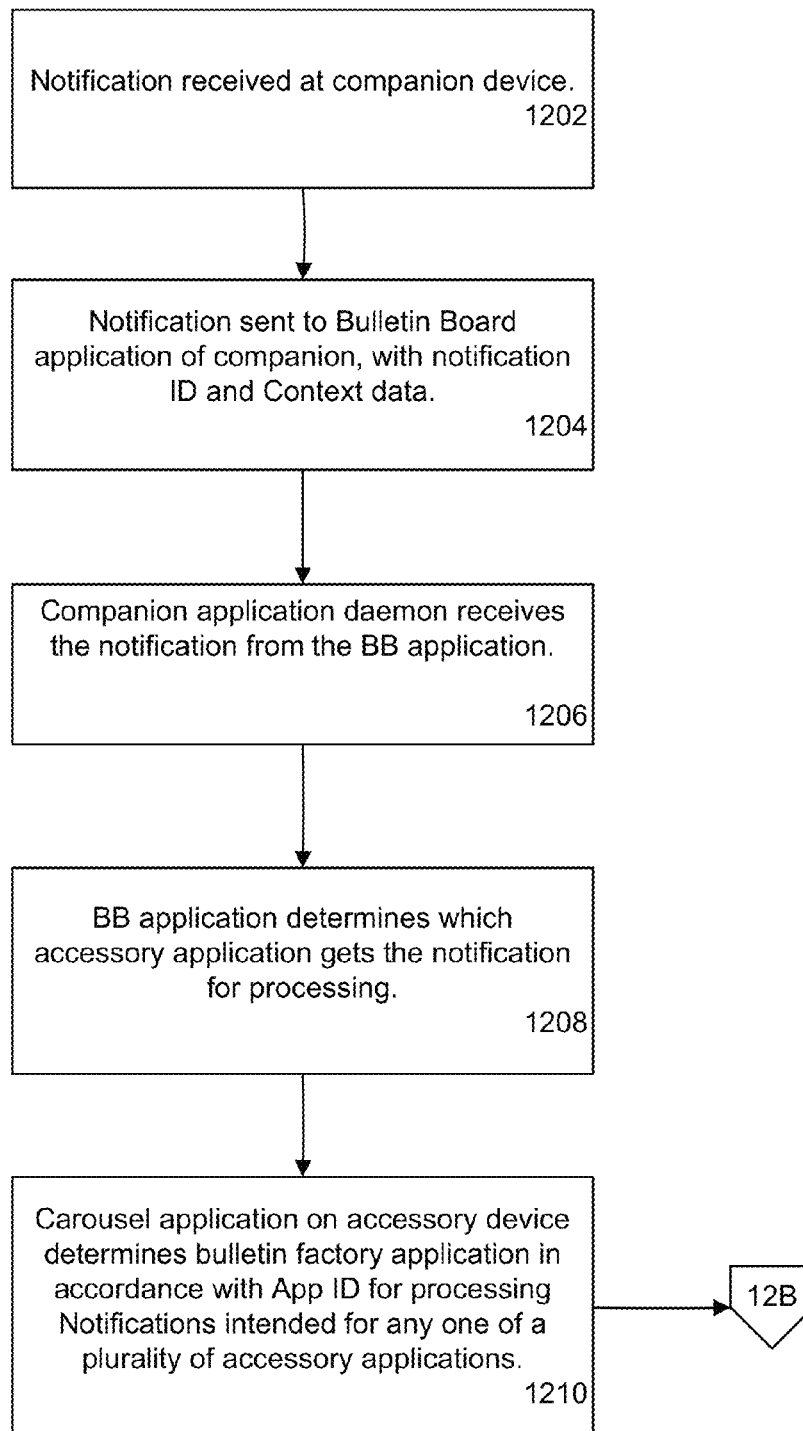 Notification received at companion device.
1202
Notification sent to Bulletin Board
application of companion, with notification
ID and Context data.
1204
Companion application daemon receives
the notification from the BB application.
1206
BB application determines which
accessory application gets the notification
for processing.
1208
Carousel application on accessory device
determines bulletin factory application in
accordance with App ID for processing
Notifications intended for any one of a
plurality of accessory applications.
1210
12B